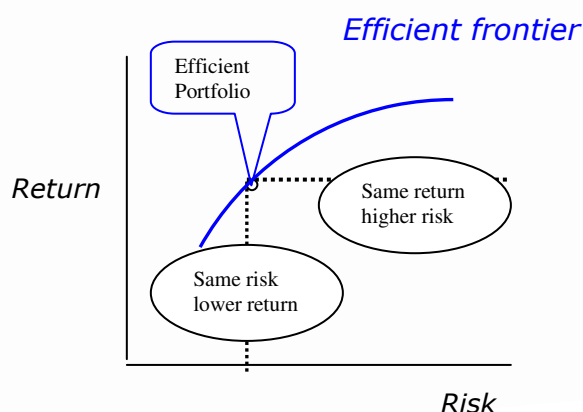 Efficient frontier
Efficient
Portfolio
Return
Same return
higher risk
Same risk
lower return
Risk